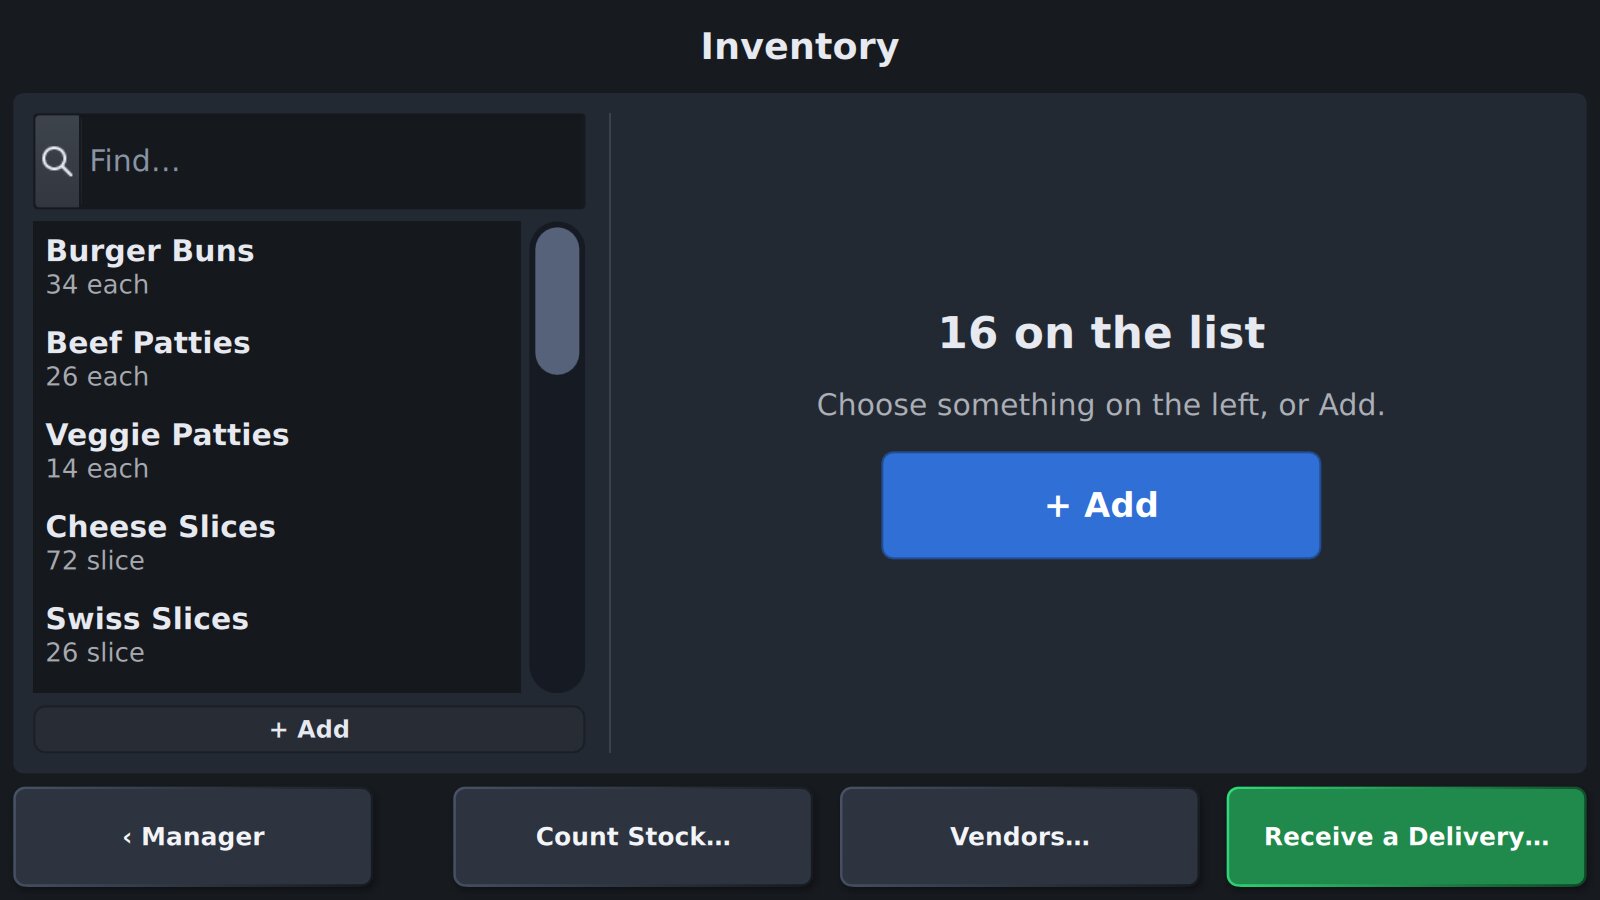 Inventory
Find...
Burger Buns
34 each
Beef Patties
26 each
Veggie Patties
14 each
Cheese Slices
72 slice
Swiss Slices
26 slice
+ Add
16 on the list
Choose something on the left, or Add.
+ Add
‹ Manager
Count Stock...
Vendors...
Receive a Delivery...